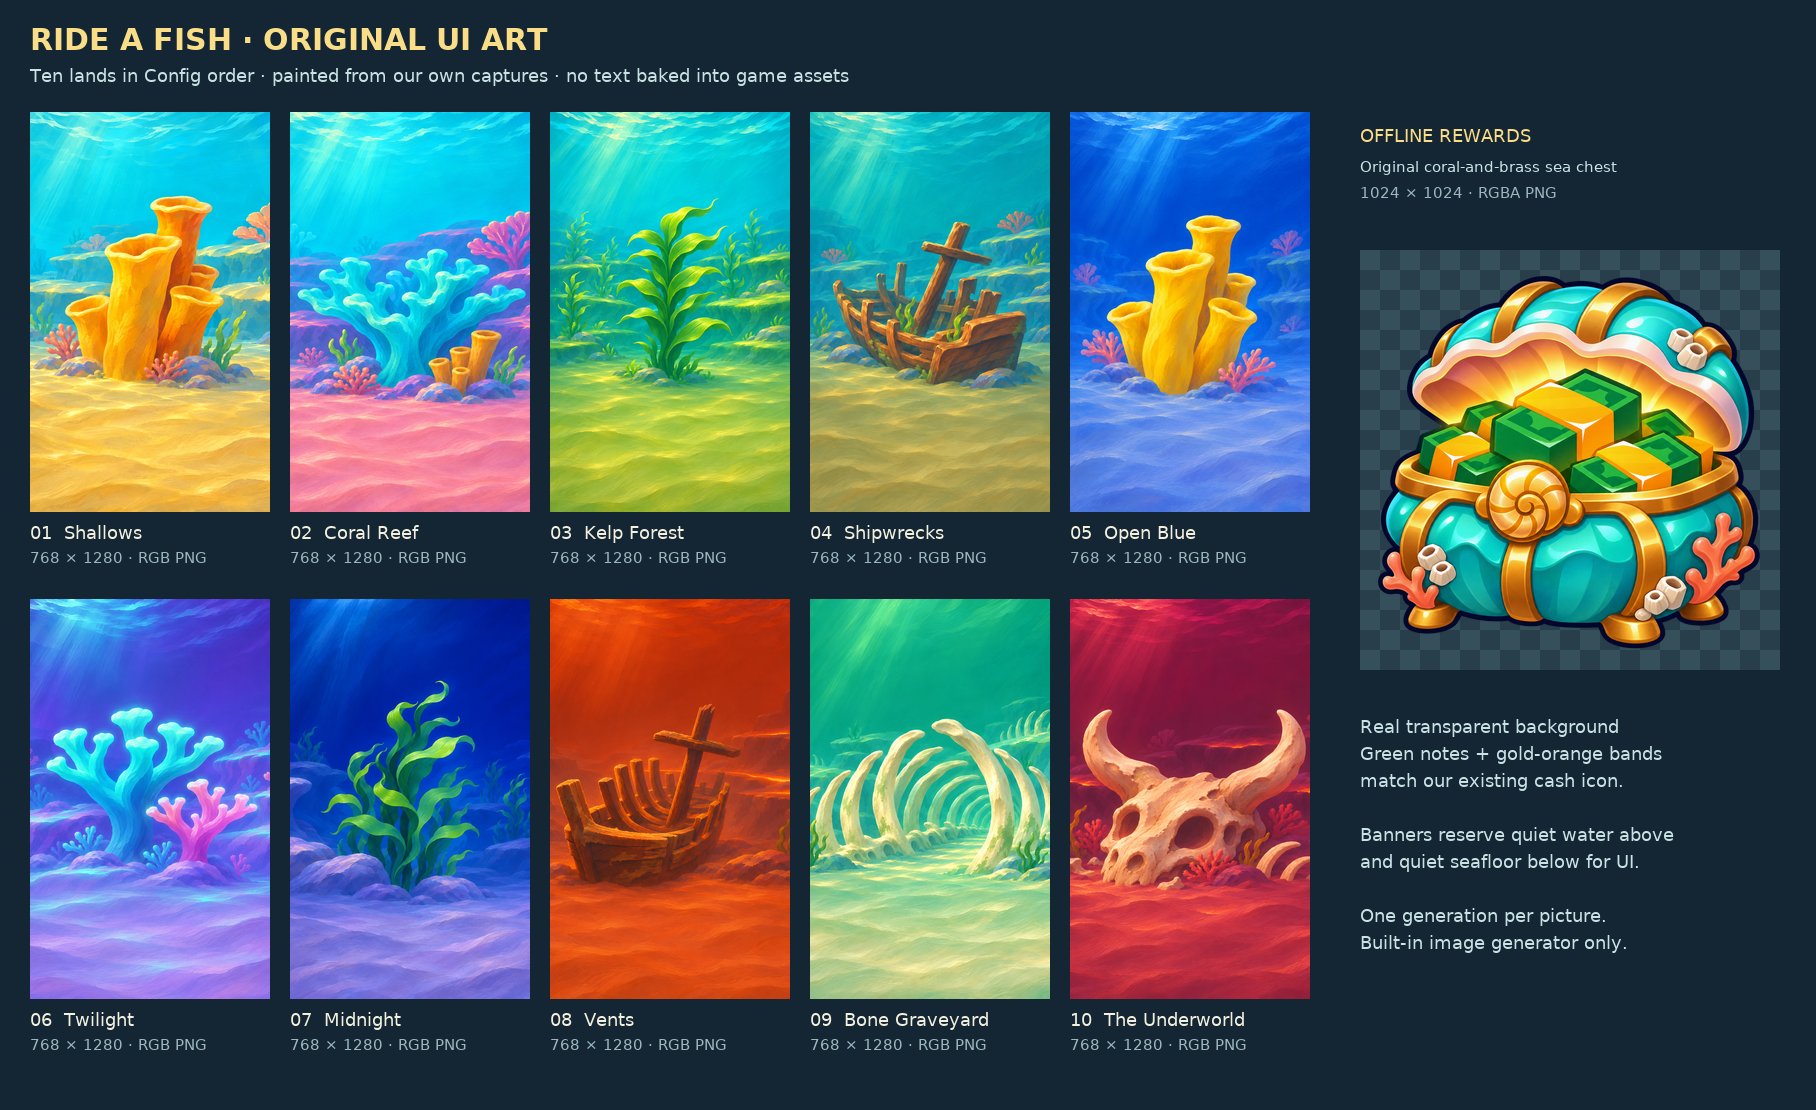 RIDE A FISH · ORIGINAL UI ART
Ten lands in Config order · painted from our own captures · no text baked into game assets
01 Shallows
768 × 1280 · RGB PNG
02 Coral Reef
768 × 1280 · RGB PNG
03 Kelp Forest
768 × 1280 · RGB PNG
04 Shipwrecks
768 × 1280 · RGB PNG
05 Open Blue
768 × 1280 · RGB PNG
06 Twilight
768 × 1280 · RGB PNG
07 Midnight
768 × 1280 · RGB PNG
08 Vents
768 × 1280 · RGB PNG
09 Bone Graveyard
768 × 1280 · RGB PNG
10 The Underworld
768 × 1280 · RGB PNG
OFFLINE REWARDS
Original coral-and-brass sea chest
1024 × 1024 · RGBA PNG
Real transparent background
Green notes + gold-orange bands
match our existing cash icon.
Banners reserve quiet water above
and quiet seafloor below for UI.
One generation per picture.
Built-in image generator only.